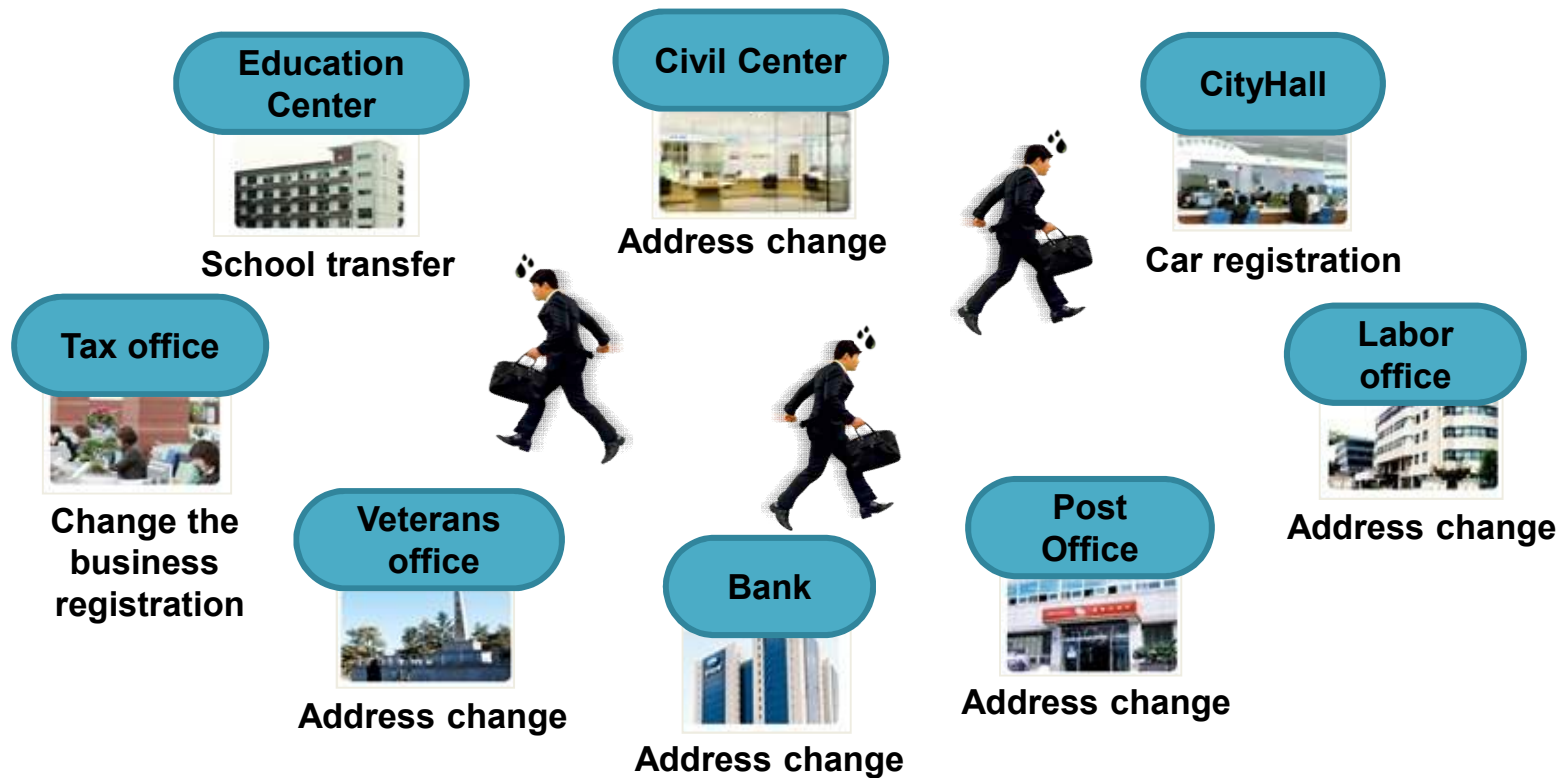 Education
Center
School transfer
Civil Center
Address change
CityHall
Car registration
Tax office
Change the
business
registration
Labor
office
Address change
Veterans
office
Address change
Bank
Address change
Post
Office
Address change